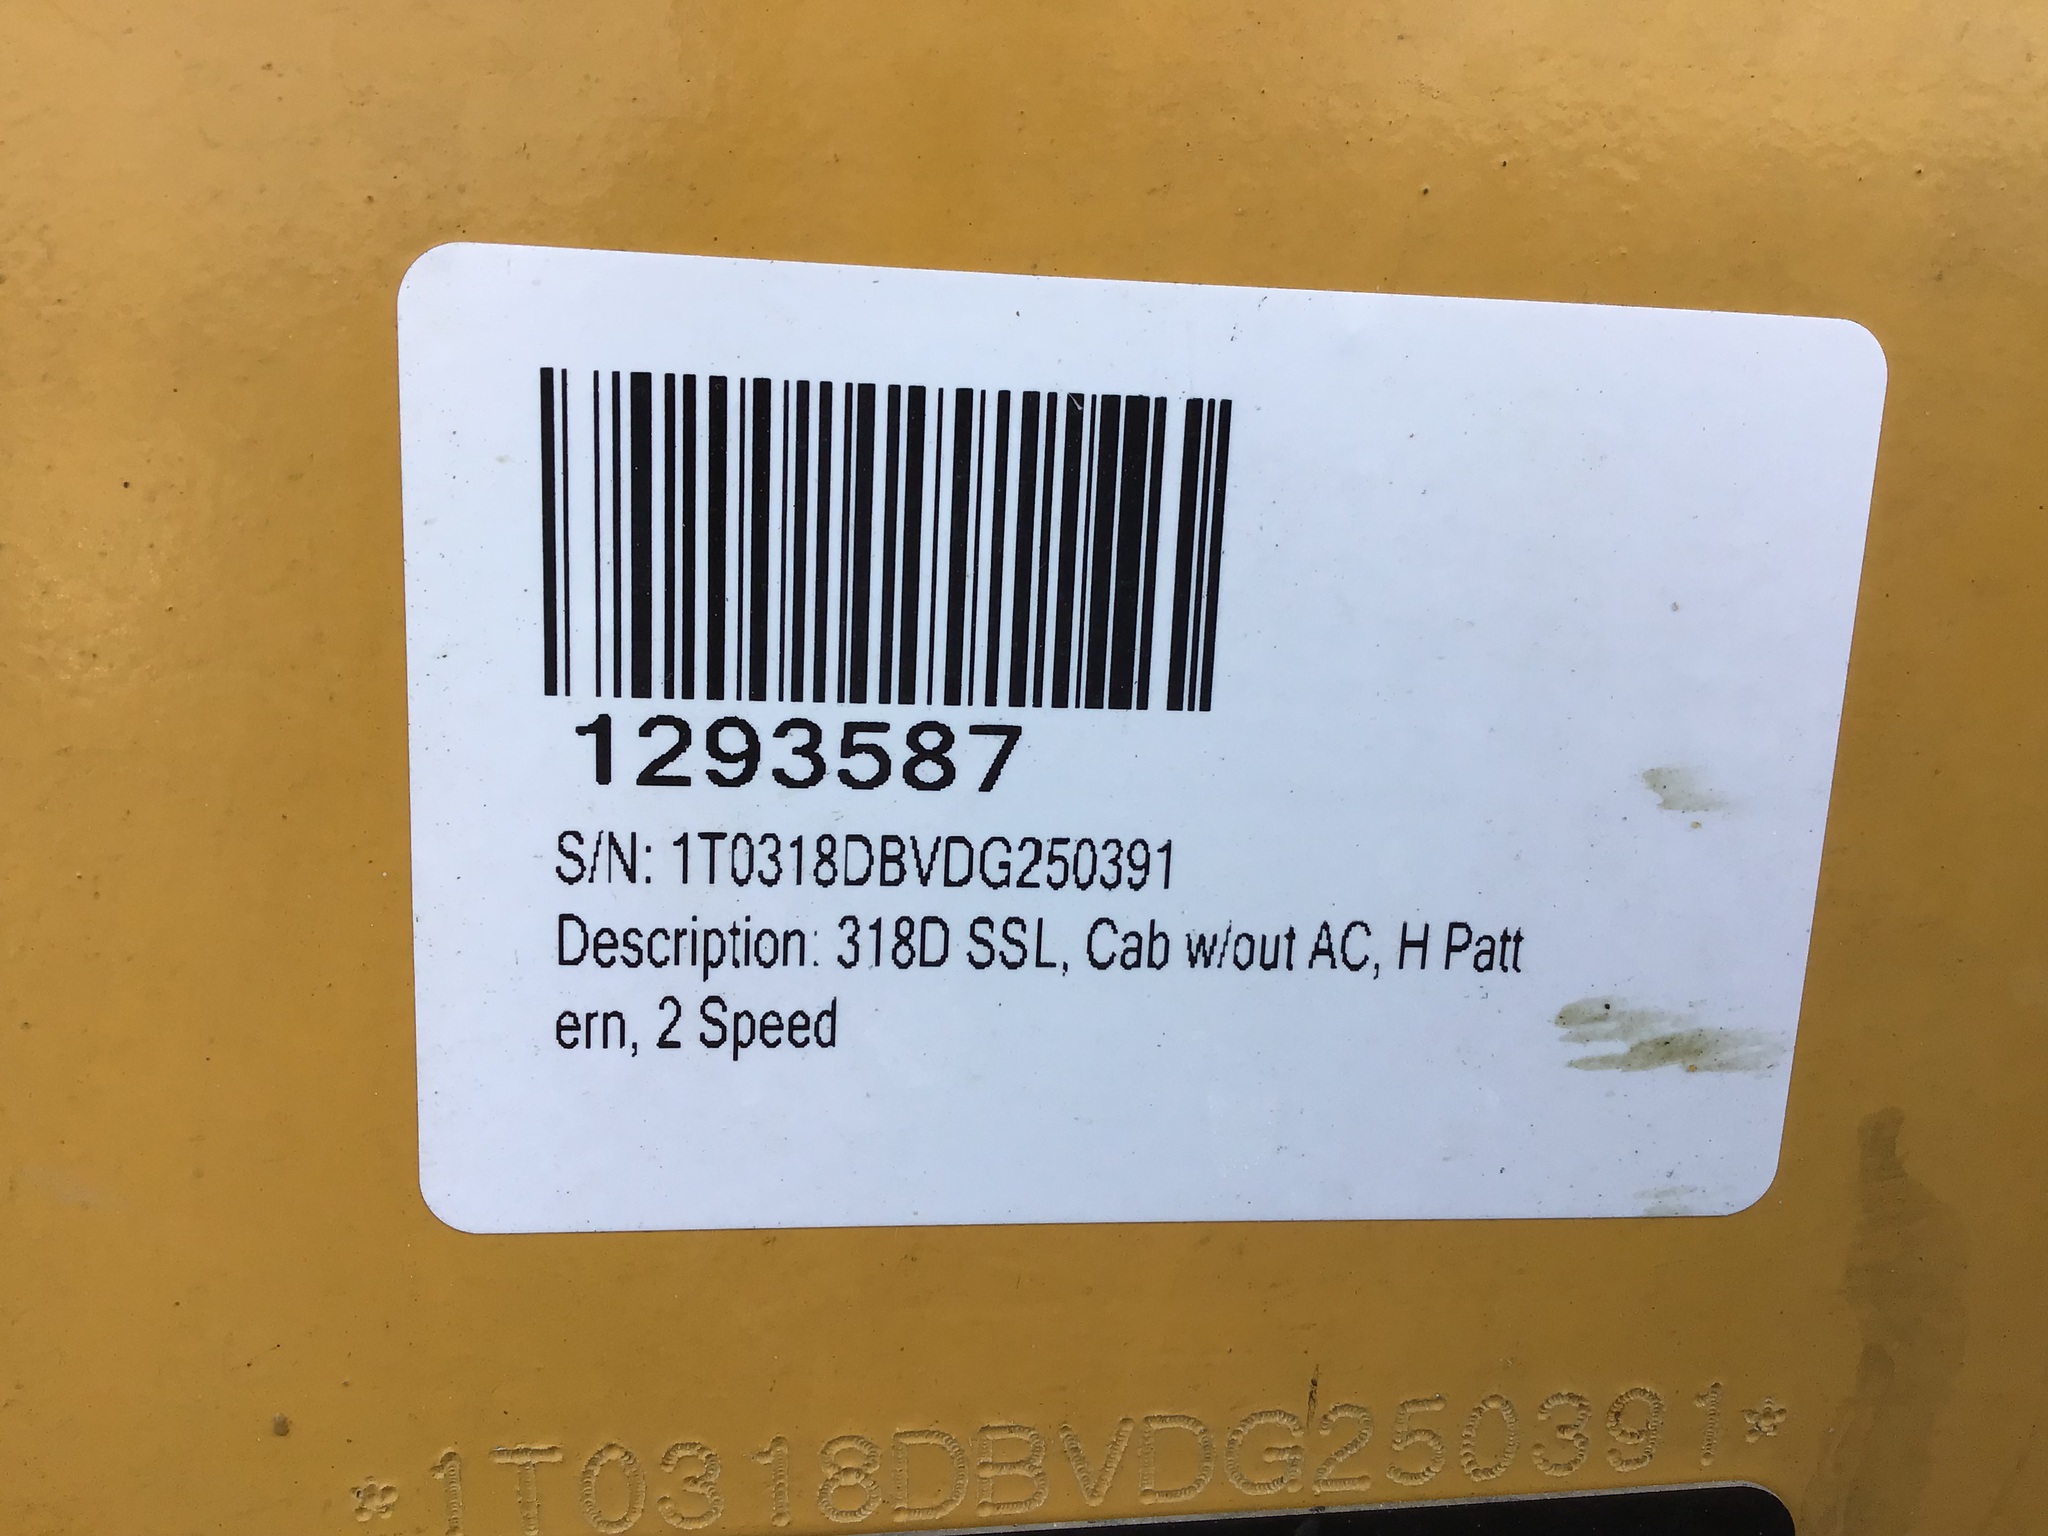 1293587
S/N: 1T0318DBVDG250391
Description: 318D SSL, Cab w/out AC, H Patt
ern, 2 Speed
*1T0318DBVDG250391*